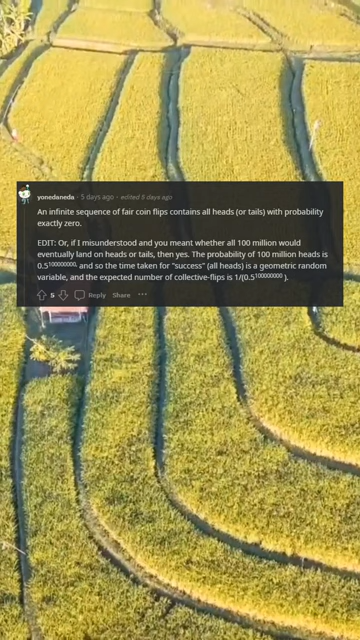 yonedaneda · 5 days ago · edited 5 days ago
An infinite sequence of fair coin flips contains all heads (or tails) with probability
exactly zero.
EDIT: Or, if I misunderstood and you meant whether all 100 million would
eventually land on heads or tails, then yes. The probability of 100 million heads is
0.5¹⁰⁰⁰⁰⁰⁰⁰⁰, and so the time taken for "success" (all heads) is a geometric random
variable, and the expected number of collective-flips is 1/(0.5¹⁰⁰⁰⁰⁰⁰⁰⁰ ).
5 Reply Share ···